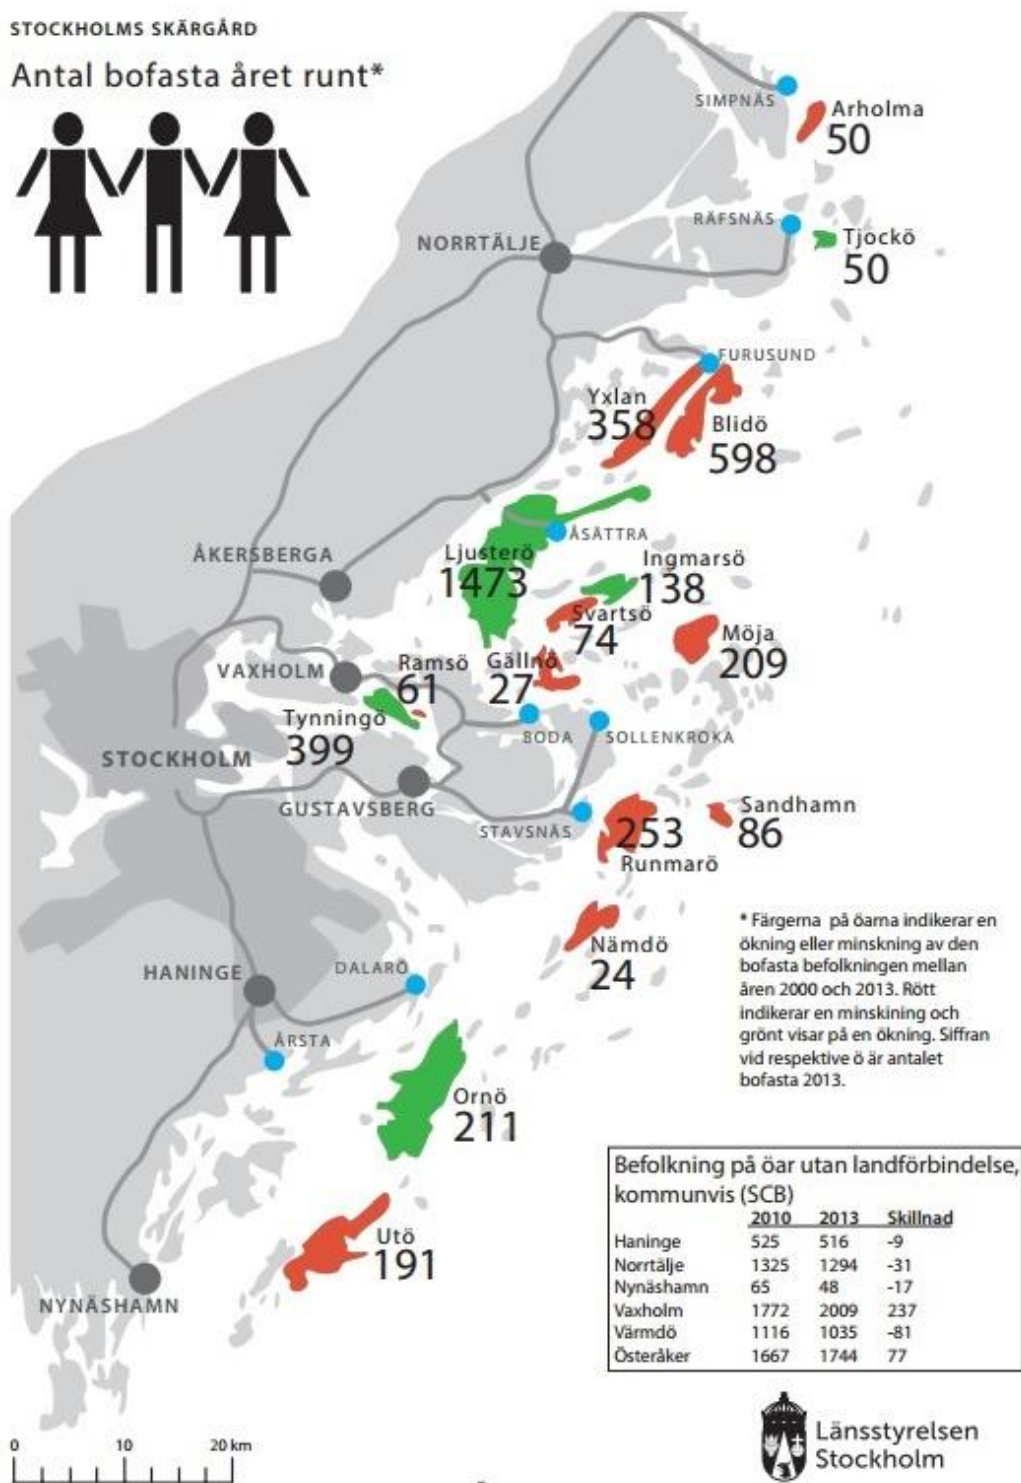 STOCKHOLMS SKÄRGÅRD
Antal bofasta året runt*
SIMPNÄS
Arholma
50
RÄFSNÄS
Tjockö
50
NORRTÄLJE
FURUSUND
Yxlan
358
Blidö
598
ÅSÄTTRA
ÅKERSBERGA
Ljusterö
1473
Ingmarsö
138
Svartsö
74
Möja
209
VAXHOLM
Ramsö
61
Gällnö
27
Tynningö
399
BODA
SOLLENKROKA
STOCKHOLM
GUSTAVSBERG
STAVSNÄS
253
Runmarö
Sandhamn
86
Nämdö
24
* Färgerna på öarna indikerar en
ökning eller minskning av den
bofasta befolkningen mellan
åren 2000 och 2013. Rött
indikerar en minskining och
grönt visar på en ökning. Siffran
vid respektive ö är antalet
bofasta 2013.
HANINGE
DALARÖ
ÅRSTA
Ornö
211
Utö
191
NYNÄSHAMN
Befolkning på öar utan landförbindelse,
kommunvis (SCB)
2010 2013 Skillnad
Haninge 525 516 -9
Norrtälje 1325 1294 -31
Nynäshamn 65 48 -17
Vaxholm 1772 2009 237
Värmdö 1116 1035 -81
Österåker 1667 1744 77
0 10 20 km
Länsstyrelsen
Stockholm